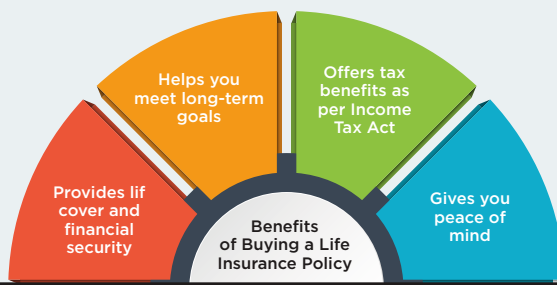 Provides lif
cover and
financial
security
Helps you
meet long-term
goals
Offers tax
benefits as
per Income
Tax Act
Gives you
peace of
mind
Benefits
of Buying a Life
Insurance Policy